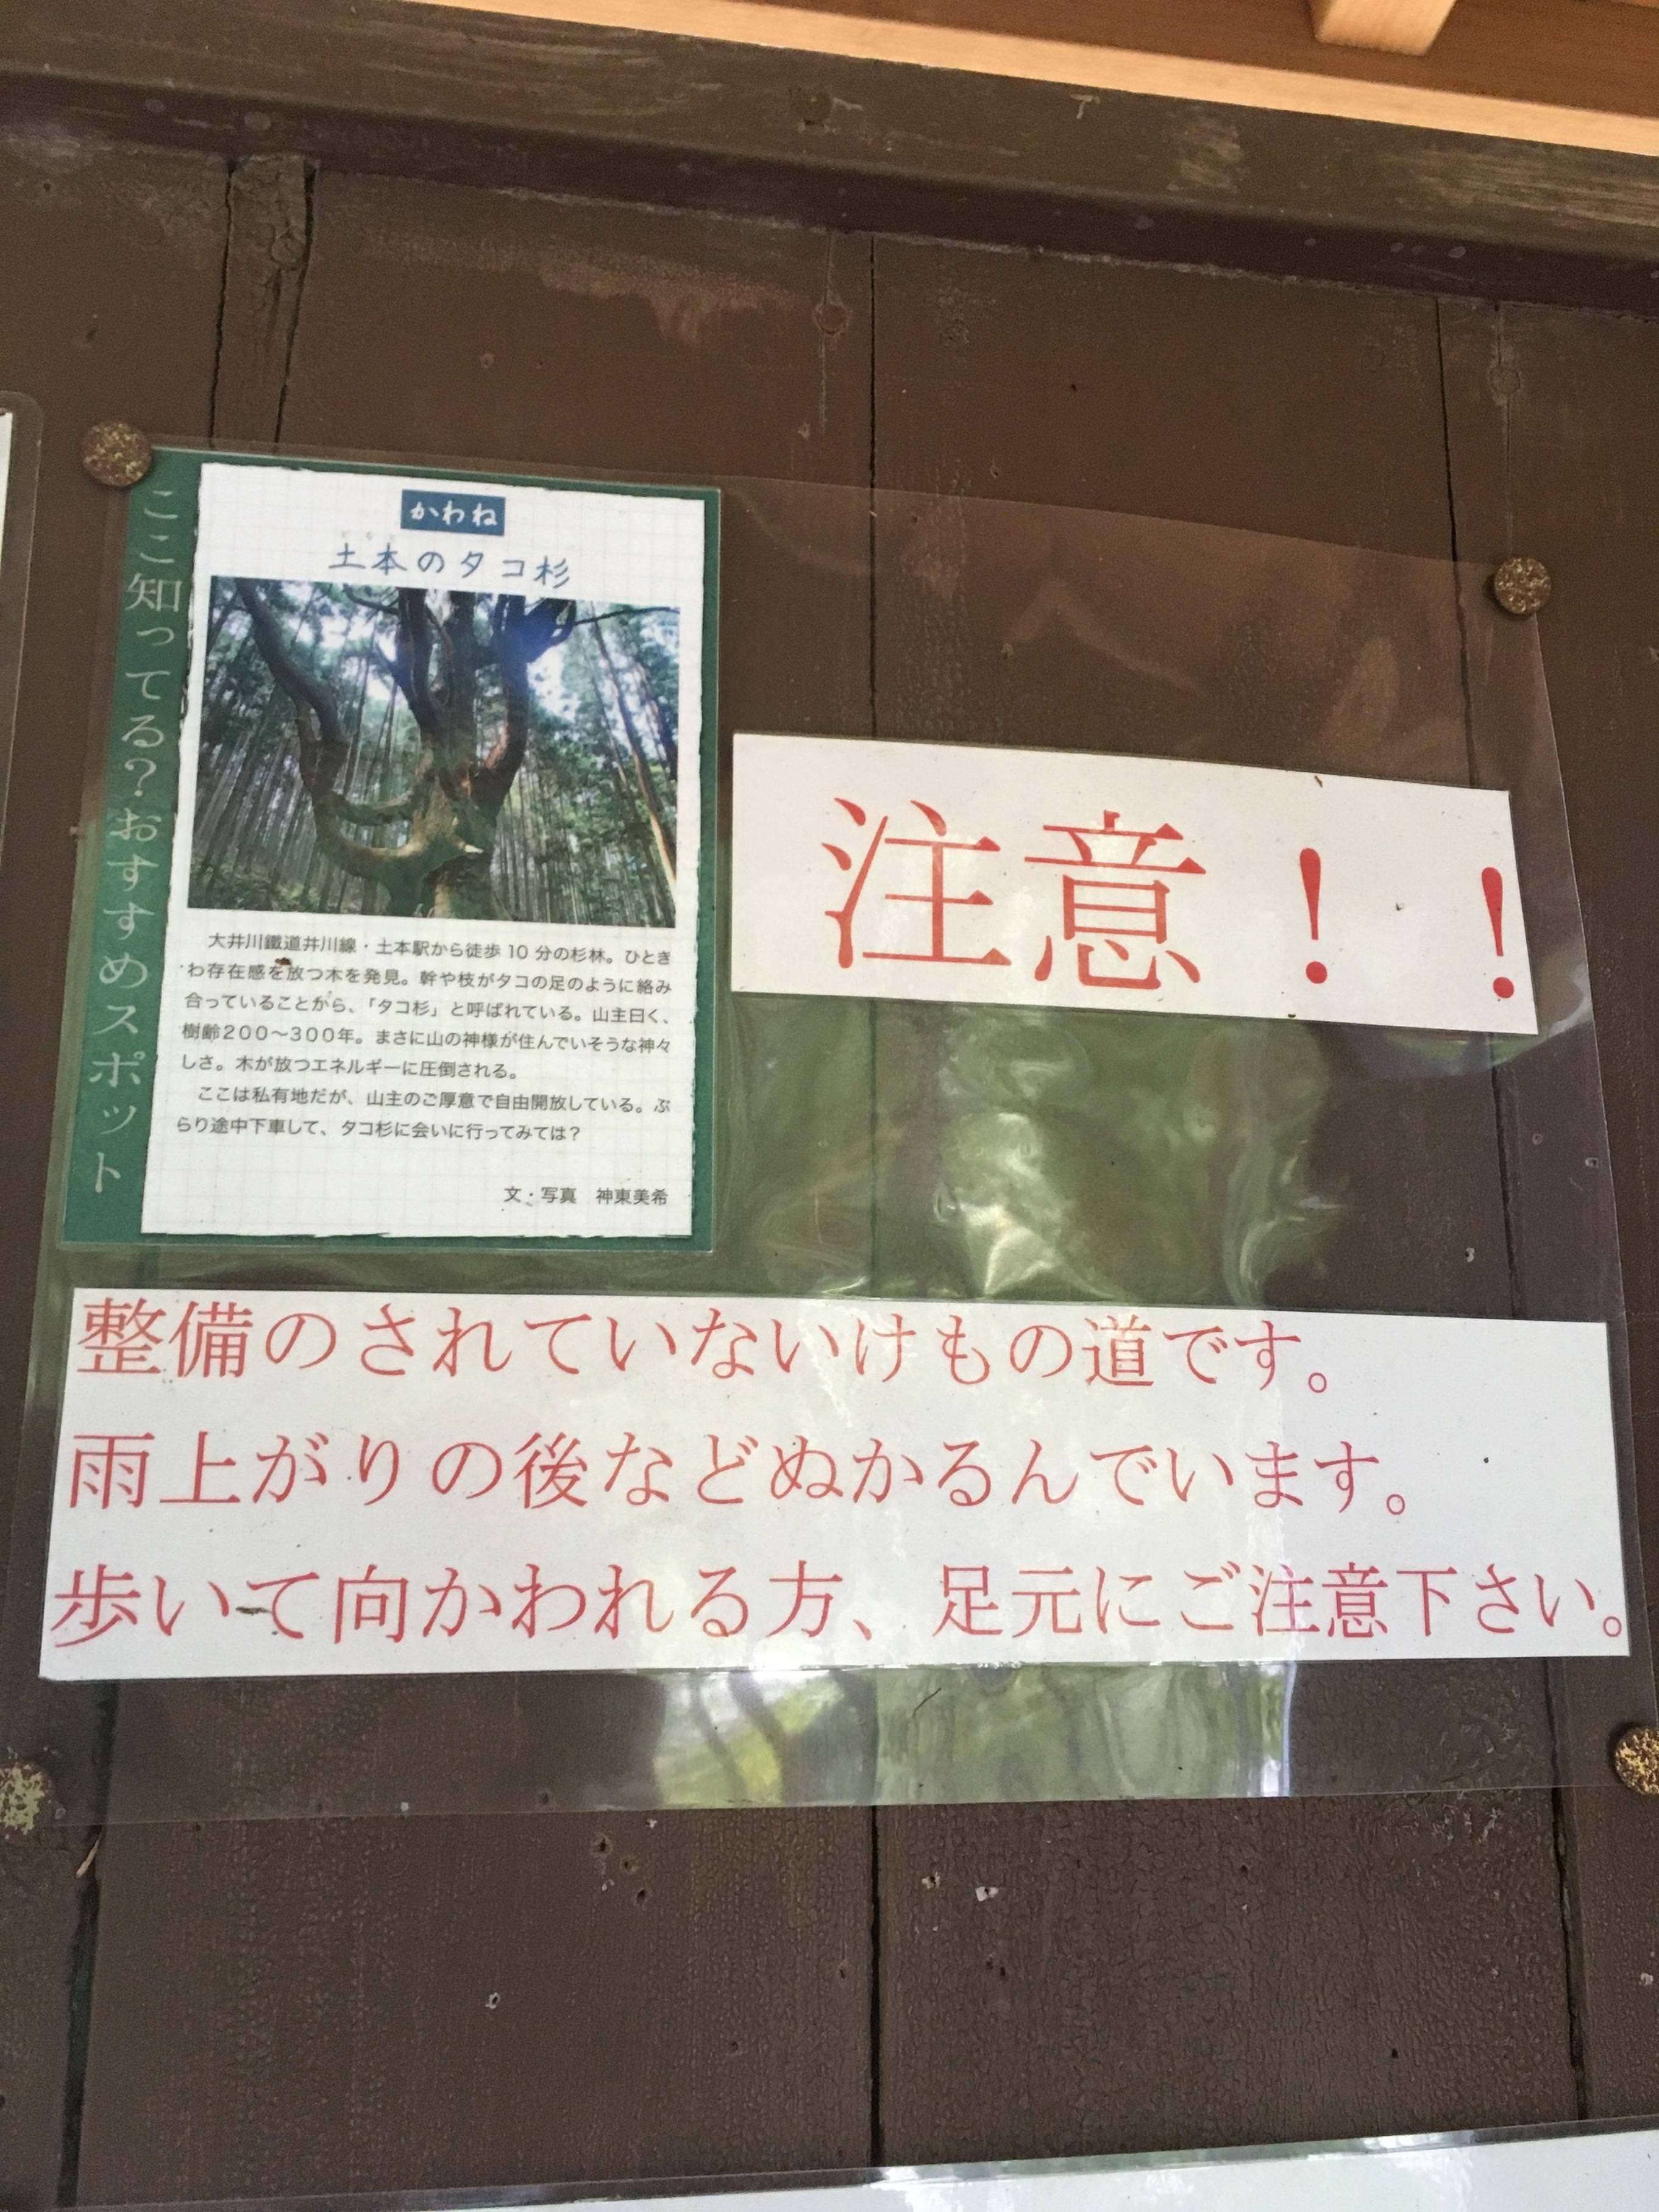 ここ知ってる？おすすめスポット
かわね
土本のタコ杉
大井川鐵道井川線・土本駅から徒歩10分の杉林。ひときわ存在感を放つ木を発見。幹や枝がタコの足のように絡み
合っていることから、「タコ杉」と呼ばれている。山主曰く、
樹齢200〜300年。まさに山の神様が住んでいそうな神々
しさ。木が放つエネルギーに圧倒される。
ここは私有地だが、山主のご厚意で自由開放している。ぶ
らり途中下車して、タコ杉に会いに行ってみては？
文・写真　神東美希
注意！！
整備のされていないけもの道です。
雨上がりの後などぬかるんでいます。
歩いて向かわれる方、足元にご注意下さい。